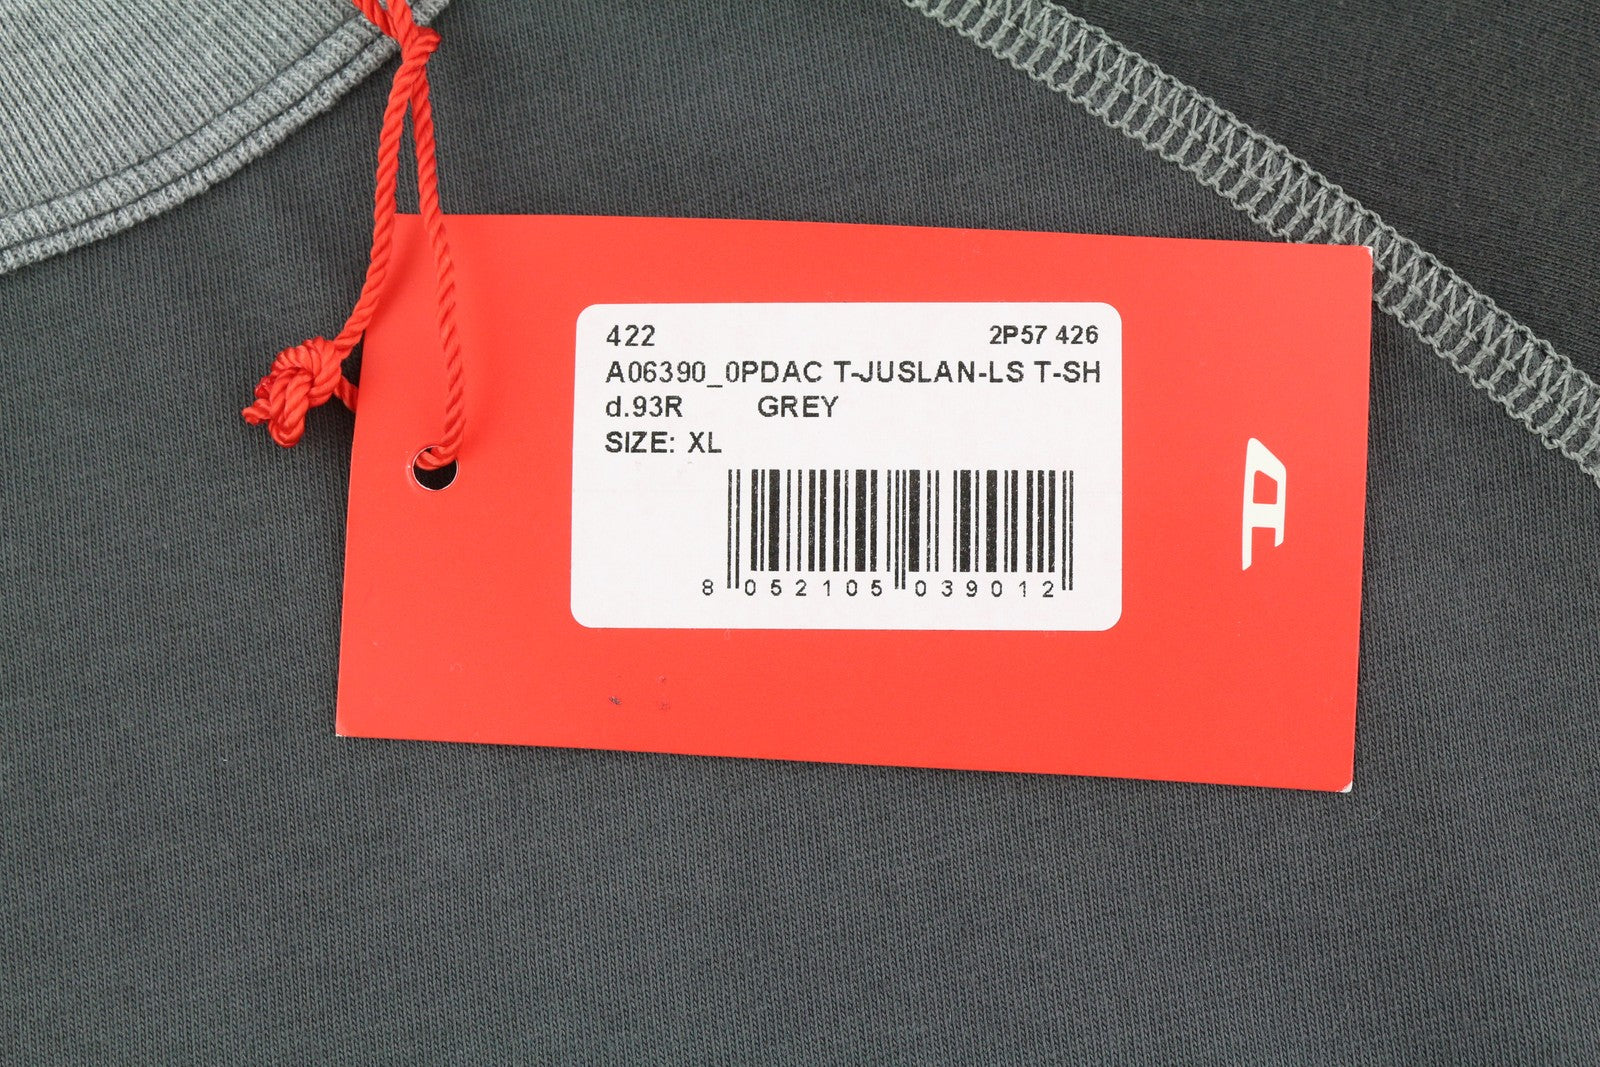 422 2P57 426
A06390_0PDAC T-JUSLAN-LS T-SH
d.93R GREY
SIZE: XL
8 052105 039012
D